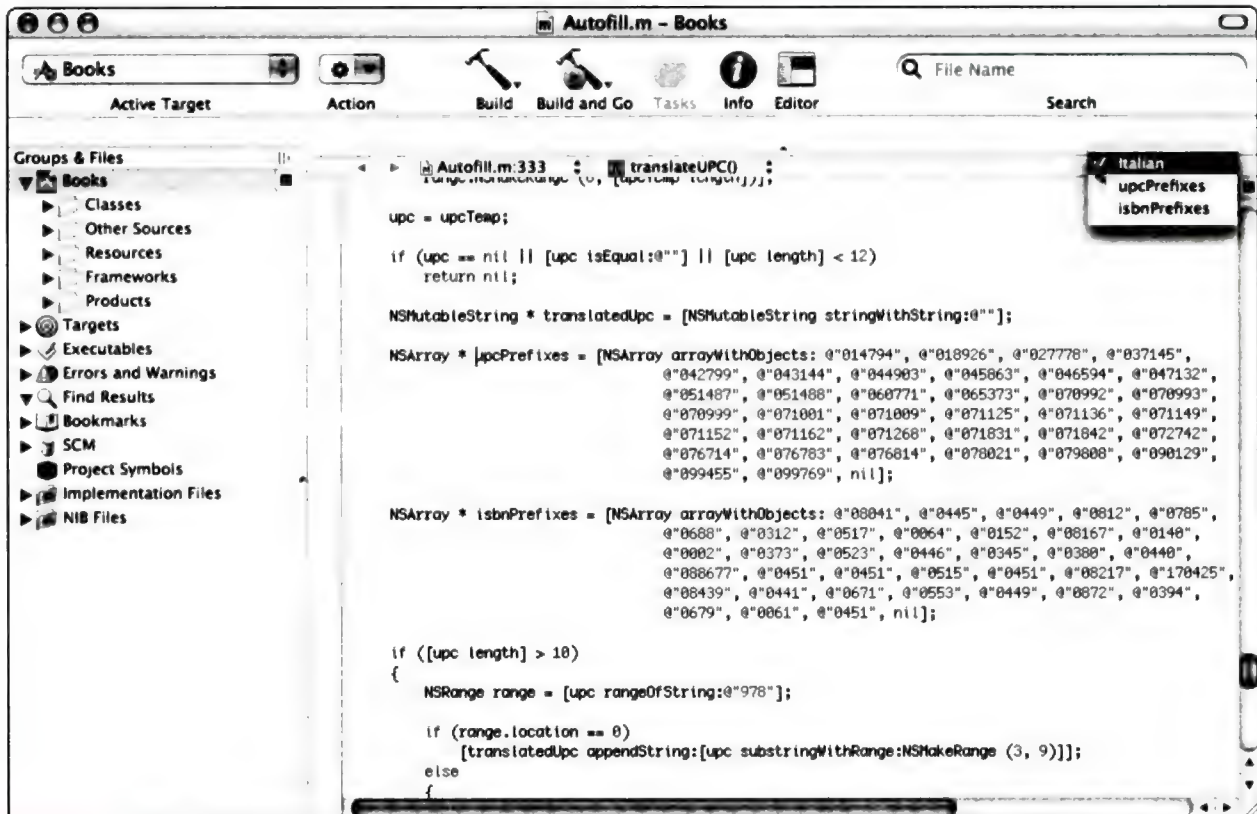 Autofill.m – Books
Books
File Name
Active Target
Action
Build
Build and Go
Tasks
Info
Editor
Search
Groups & Files
Books
Classes
Other Sources
Resources
Frameworks
Products
Targets
Executables
Errors and Warnings
Find Results
Bookmarks
SCM
Project Symbols
Implementation Files
NIB Files
Autofill.m:333
translateUPC()
Italian
upcPrefixes
isbnPrefixes
upc = upcTemp;
if (upc == nil || [upc isEqual:@""] || [upc length] < 12)
return nil;
NSMutableString * translatedUpc = [NSMutableString stringWithString:@""];
NSArray * upcPrefixes = [NSArray arrayWithObjects: @"014794", @"018926", @"027778", @"037145",
@"042799", @"043144", @"044903", @"045863", @"046594", @"047132",
@"051487", @"051488", @"060771", @"065373", @"070992", @"070993",
@"070999", @"071001", @"071009", @"071125", @"071136", @"071149",
@"071152", @"071162", @"071268", @"071831", @"071842", @"072742",
@"076714", @"076783", @"076814", @"078021", @"079808", @"090129",
@"099455", @"099769", nil];
NSArray * isbnPrefixes = [NSArray arrayWithObjects: @"08041", @"0445", @"0449", @"0812", @"0785",
@"0688", @"0312", @"0517", @"0064", @"0152", @"08167", @"0140",
@"0002", @"0373", @"0523", @"0446", @"0345", @"0380", @"0440",
@"088677", @"0451", @"0451", @"0515", @"0451", @"08217", @"170425",
@"08439", @"0441", @"0671", @"0553", @"0449", @"0872", @"0394",
@"0679", @"0061", @"0451", nil];
if ([upc length] > 10)
{
NSRange range = [upc rangeOfString:@"978"];
if (range.location == 0)
[translatedUpc appendString:[upc substringWithRange:NSMakeRange (3, 9)]];
else
{